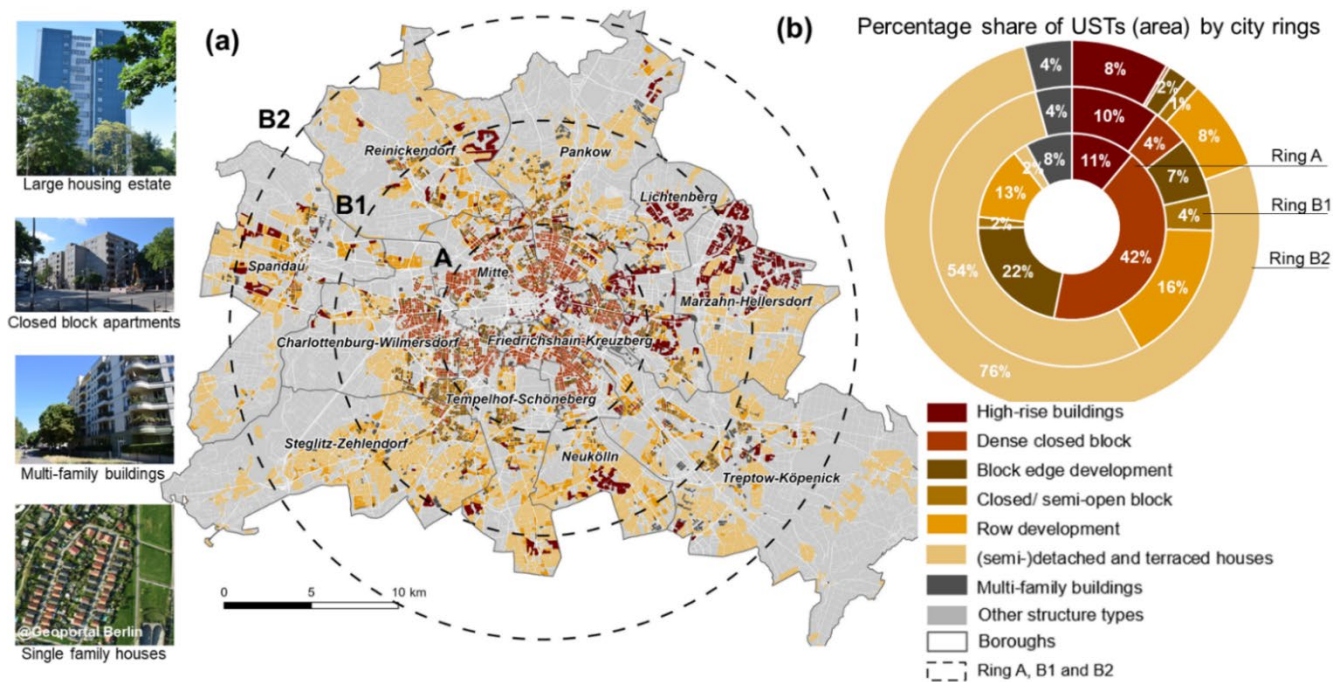 (a)
(b)
Percentage share of USTs (area) by city rings
Large housing estate
Closed block apartments
Multi-family buildings
@Geoportal Berlin
Single family houses
B2
B1
A
Reinickendorf
Pankow
Lichtenberg
Spandau
Mitte
Marzahn-Hellersdorf
Charlottenburg-Wilmersdorf
Friedrichshain-Kreuzberg
Tempelhof-Schöneberg
Steglitz-Zehlendorf
Neukölln
Treptow-Köpenick
0 5 10 km
4%
8%
2%
1%
8%
76%
4%
10%
4%
7%
4%
16%
54%
8%
11%
42%
22%
2%
13%
2%
Ring A
Ring B1
Ring B2
High-rise buildings
Dense closed block
Block edge development
Closed/ semi-open block
Row development
(semi-)detached and terraced houses
Multi-family buildings
Other structure types
Boroughs
Ring A, B1 and B2